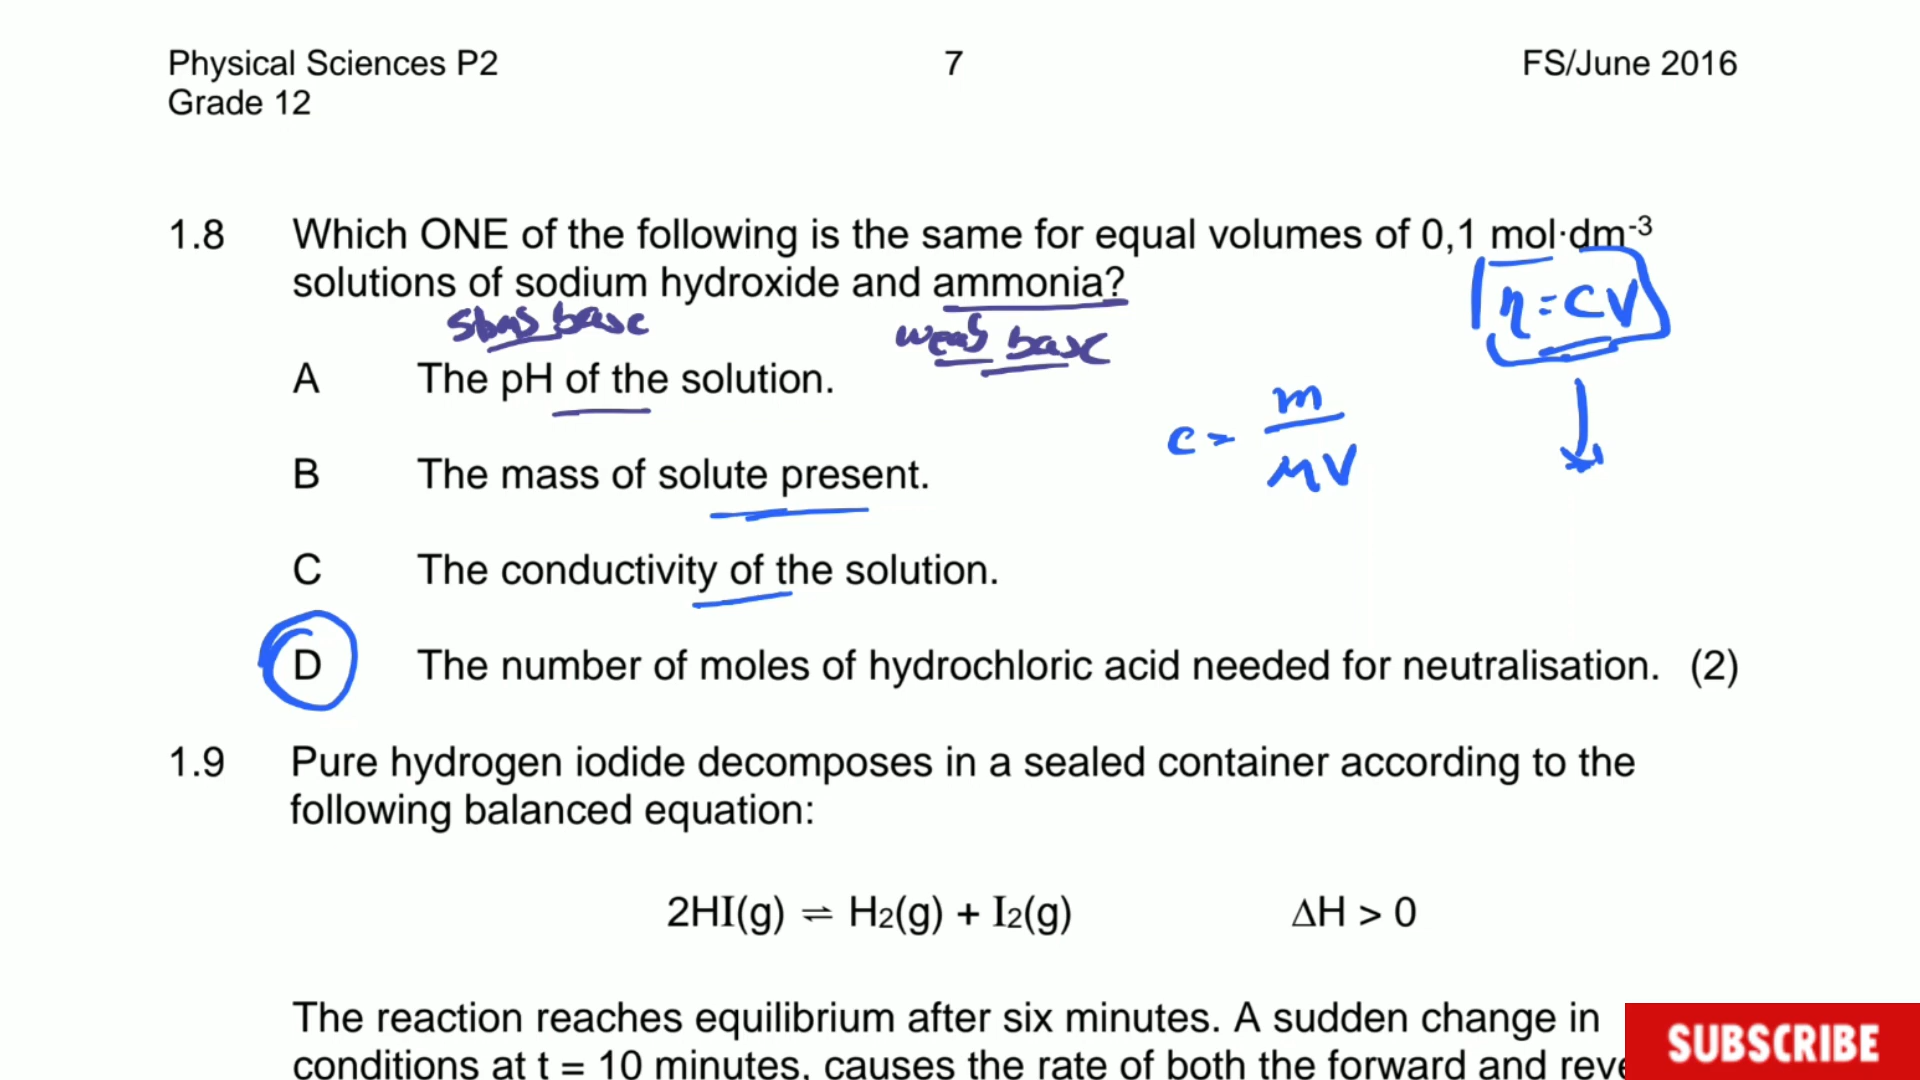 Physical Sciences P2 7 FS/June 2016
Grade 12
1.8 Which ONE of the following is the same for equal volumes of 0,1 mol·dm⁻³
solutions of sodium hydroxide and ammonia?
strong base weak base
η = CV
A The pH of the solution.
c = m / MV
B The mass of solute present.
C The conductivity of the solution.
D The number of moles of hydrochloric acid needed for neutralisation. (2)
1.9 Pure hydrogen iodide decomposes in a sealed container according to the
following balanced equation:
2HI(g) ⇌ H₂(g) + I₂(g) ΔH > 0
The reaction reaches equilibrium after six minutes. A sudden change in
conditions at t = 10 minutes, causes the rate of both the forward and reve
SUBSCRIBE